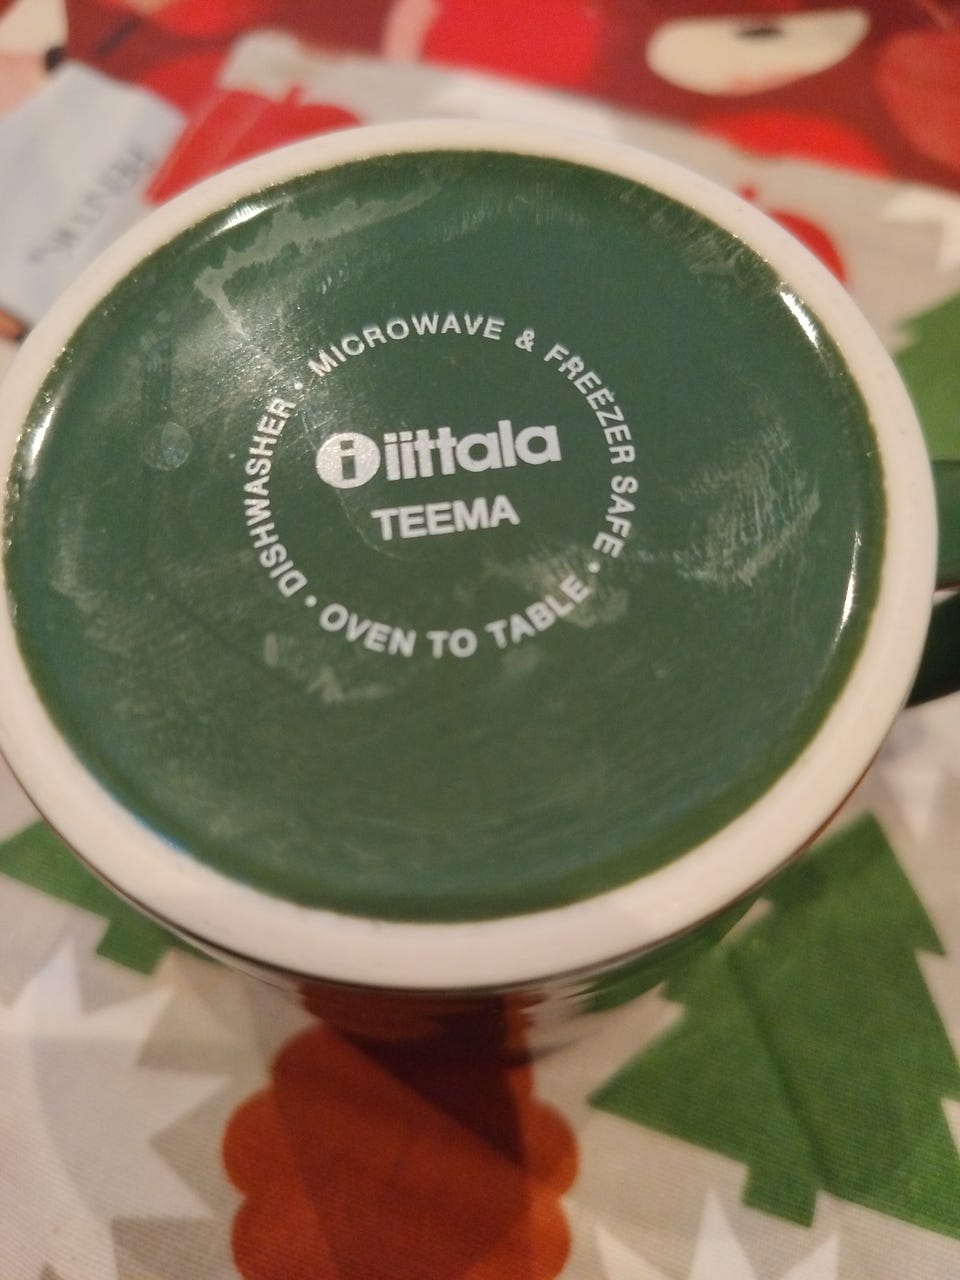 MICROWAVE & FREEZER SAFE •
OVEN TO TABLE •
DISHWASHER •
i iittala
TEEMA